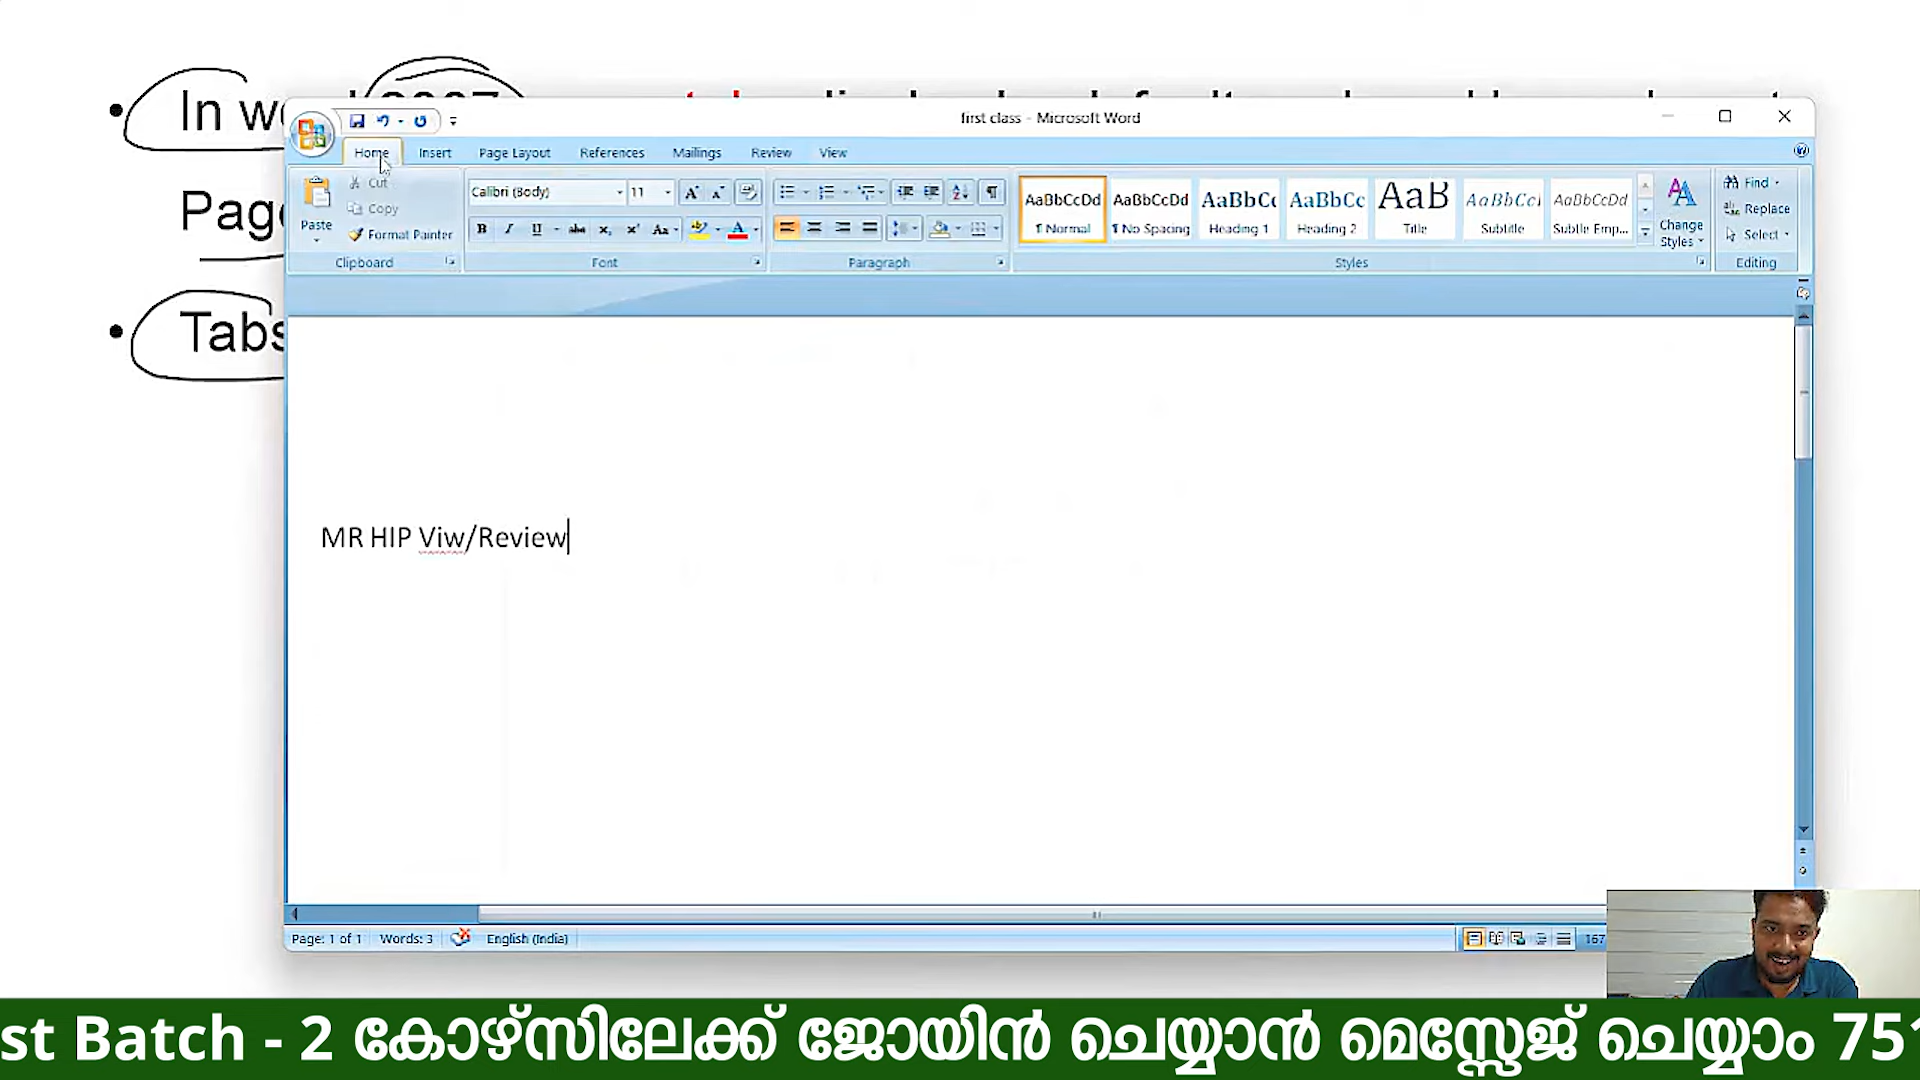 In
first class - Microsoft Word
Home Insert Page Layout References Mailings Review View
Cut
Copy
Format Painter
Paste
Clipboard
Calibri (Body) 11
Font
Paragraph
AaBbCcDd AaBbCcDd AaBbCc AaBbCc AaB AaBbCcI AaBbCcDd
¶ Normal ¶ No Spacing Heading 1 Heading 2 Title Subtitle Subtle Emp...
Styles
Change Styles
Find
Replace
Select
Editing
Page
Tabs
MR HIP Viw/Review
Page: 1 of 1 Words: 3 English (India) 167
st Batch - 2 കോഴ്സിലേക്ക് ജോയിൻ ചെയ്യാൻ മെസ്സേജ് ചെയ്യാം 751